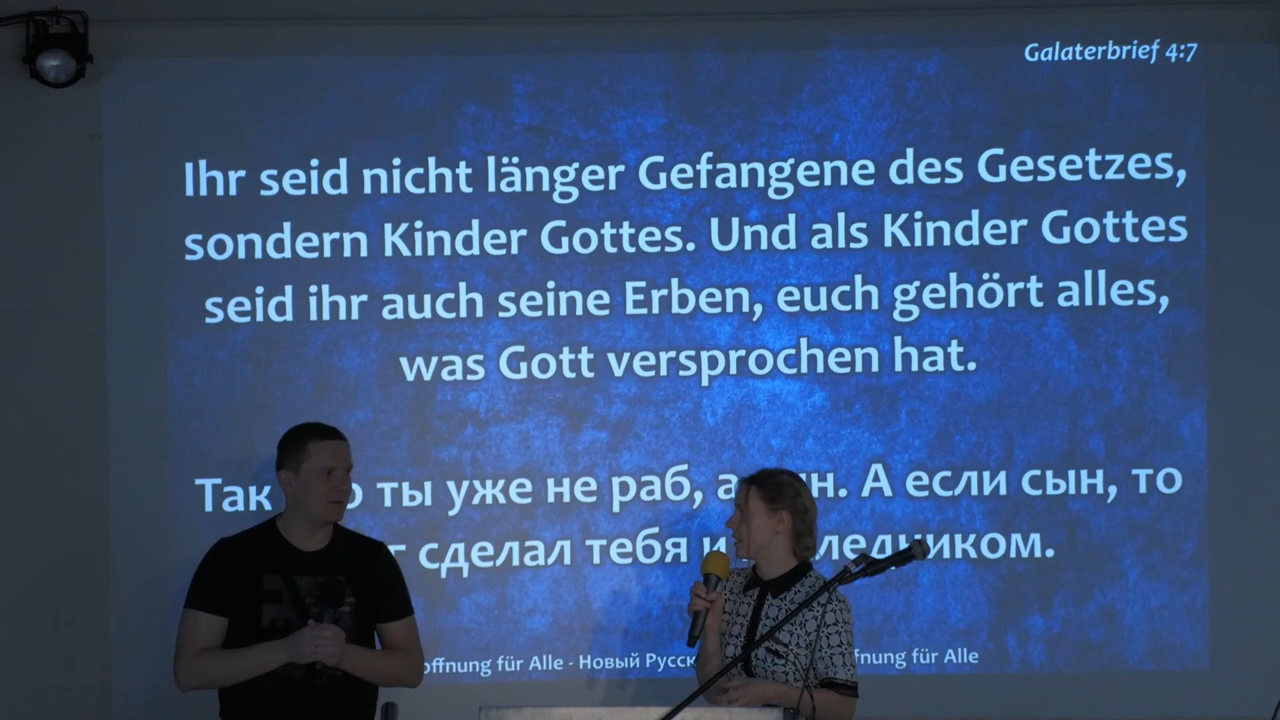 Galaterbrief 4:7
Ihr seid nicht länger Gefangene des Gesetzes,
sondern Kinder Gottes. Und als Kinder Gottes
seid ihr auch seine Erben, euch gehört alles,
was Gott versprochen hat.
Так ты уже не раб, а А если сын, то
сделал тебя и
für Alle - Новый für Alle